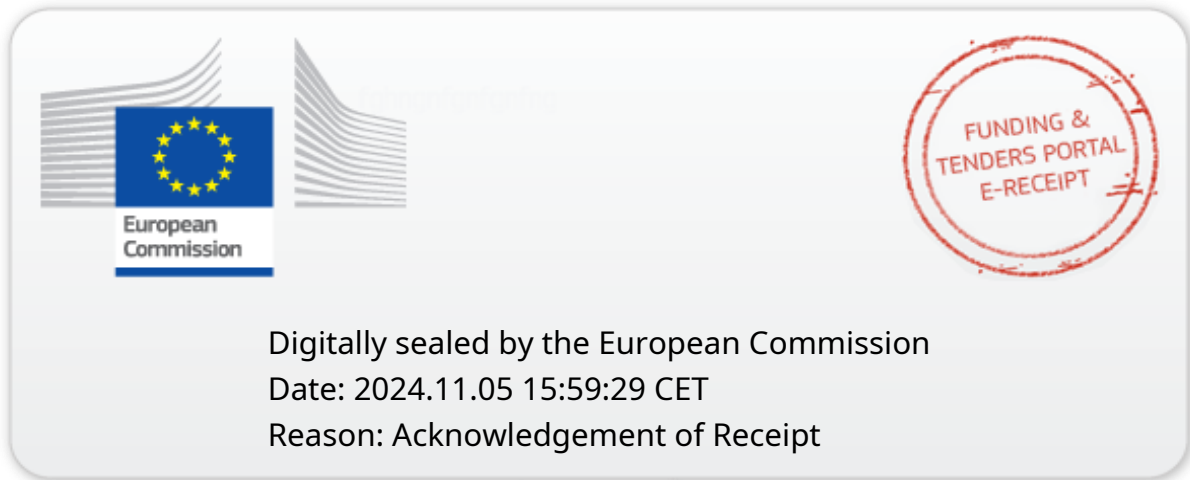 European
Commission
FUNDING &
TENDERS PORTAL
E-RECEIPT
Digitally sealed by the European Commission
Date: 2024.11.05 15:59:29 CET
Reason: Acknowledgement of Receipt